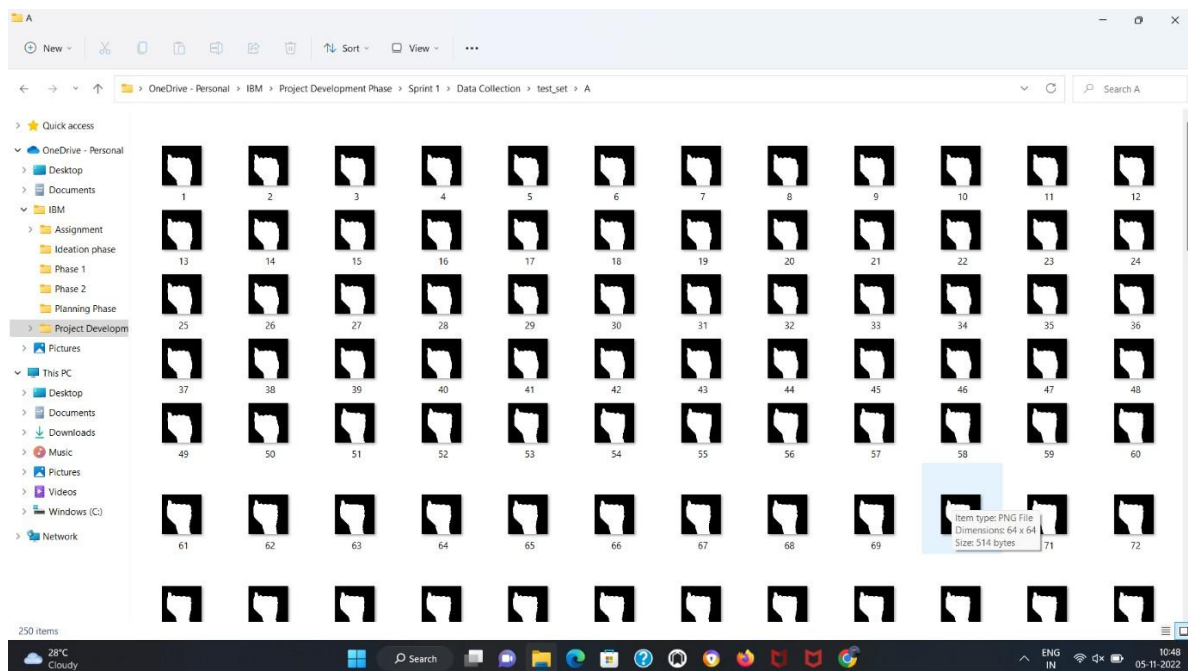 A
New
Sort
View
OneDrive - Personal > IBM > Project Development Phase > Sprint 1 > Data Collection > test_set > A
Search A
Quick access
OneDrive - Personal
Desktop
Documents
IBM
Assignment
Ideation phase
Phase 1
Phase 2
Planning Phase
Project Developm
Pictures
This PC
Desktop
Documents
Downloads
Music
Pictures
Videos
Windows (C:)
Network
1 2 3 4 5 6 7 8 9 10 11 12
13 14 15 16 17 18 19 20 21 22 23 24
25 26 27 28 29 30 31 32 33 34 35 36
37 38 39 40 41 42 43 44 45 46 47 48
49 50 51 52 53 54 55 56 57 58 59 60
61 62 63 64 65 66 67 68 69 71 72
Item type: PNG File
Dimensions: 64 x 64
Size: 514 bytes
250 items
28°C
Cloudy
Search
ENG
IN
10:48
05-11-2022